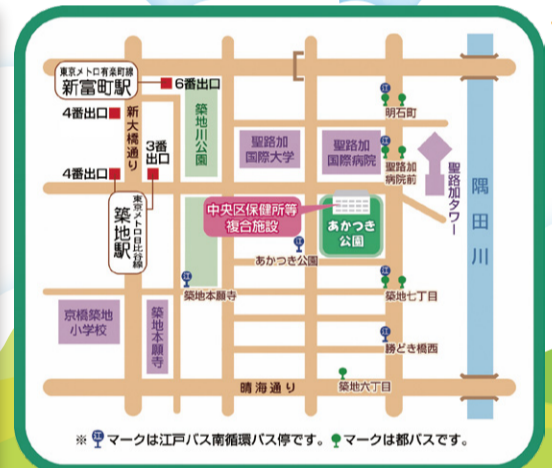 東京メトロ有楽町線
新富町駅
6番出口
4番出口
新大橋通り
3番
出口
4番出口
東京メトロ日比谷線
築地駅
築地川公園
聖路加
国際大学
聖路加
国際病院
明石町
聖路加
病院前
聖路加タワー
隅田川
中央区保健所等
複合施設
あかつき
公園
あかつき公園
築地本願寺
築地七丁目
京橋築地
小学校
築地本願寺
勝どき橋西
晴海通り
築地六丁目
※江マークは江戸バス南循環バス停です。マークは都バスです。